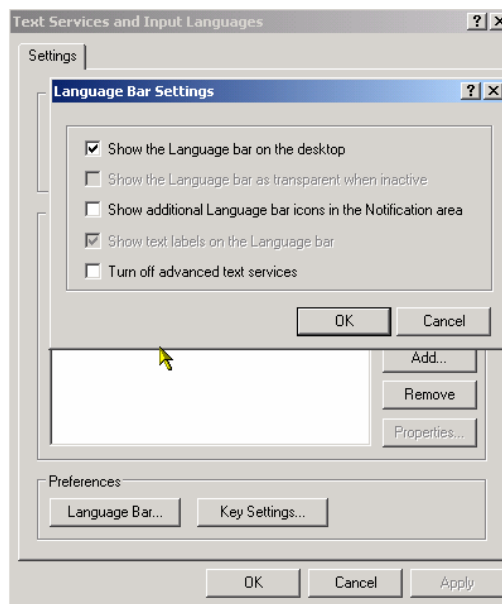 Text Services and Input Languages
Settings
Language Bar Settings
Show the Language bar on the desktop
Show the Language bar as transparent when inactive
Show additional Language bar icons in the Notification area
Show text labels on the Language bar
Turn off advanced text services
OK Cancel
Add...
Remove
Properties...
Preferences
Language Bar... Key Settings...
OK Cancel Apply